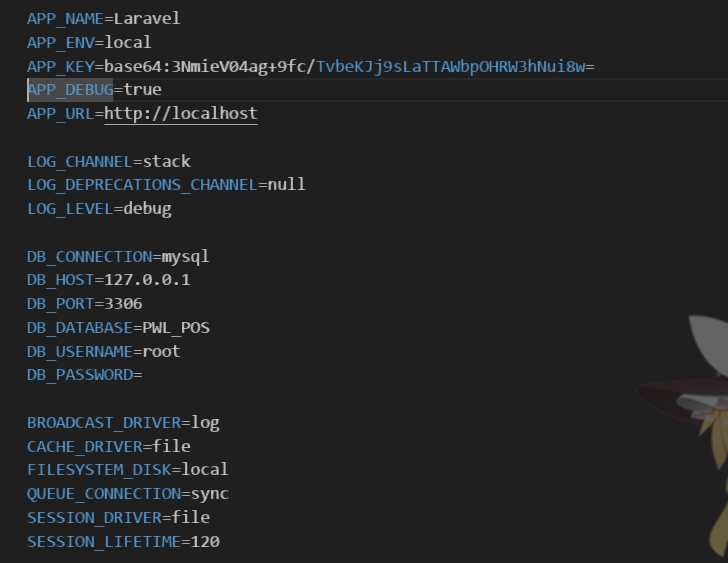 APP_NAME=Laravel
APP_ENV=local
APP_KEY=base64:3NmieV04ag+9fc/TvbeKJj9sLaTTAWbpOHRW3hNui8w=
APP_DEBUG=true
APP_URL=http://localhost
LOG_CHANNEL=stack
LOG_DEPRECATIONS_CHANNEL=null
LOG_LEVEL=debug
DB_CONNECTION=mysql
DB_HOST=127.0.0.1
DB_PORT=3306
DB_DATABASE=PWL_POS
DB_USERNAME=root
DB_PASSWORD=
BROADCAST_DRIVER=log
CACHE_DRIVER=file
FILESYSTEM_DISK=local
QUEUE_CONNECTION=sync
SESSION_DRIVER=file
SESSION_LIFETIME=120